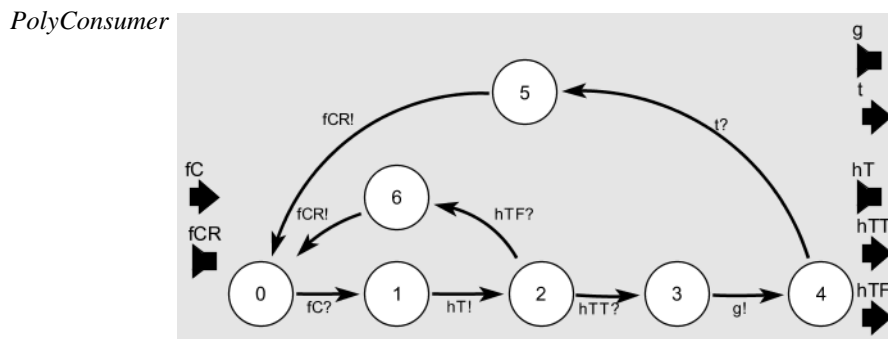 PolyConsumer
g
t
5
fCR!
t?
fC
hT
6
hTF?
fCR!
hTT
fCR
hTF
0
1
2
3
4
fC?
hT!
hTT?
g!